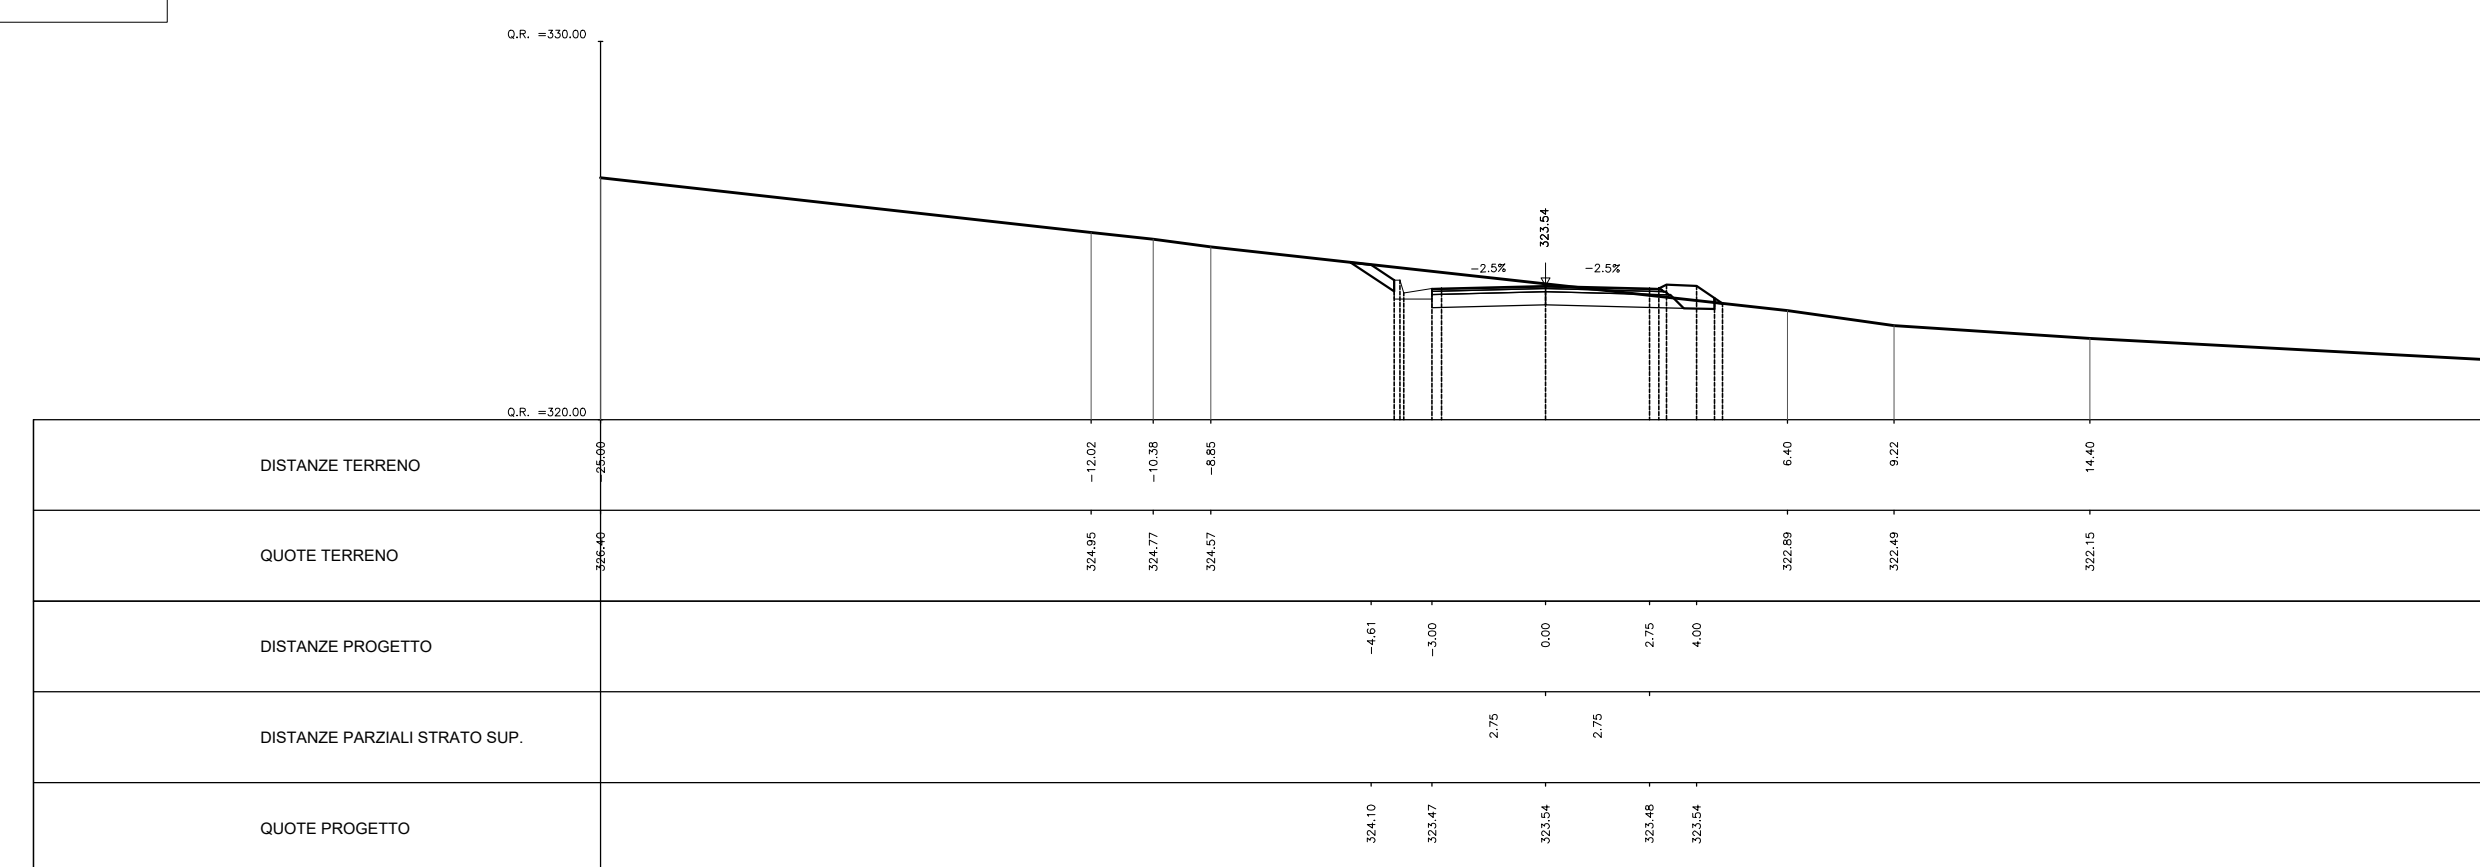 Q.R. =330.00
323.54
-2.5% -2.5%
Q.R. =320.00
DISTANZE TERRENO -25.00 -12.02 -10.38 -8.85 6.40 9.22 14.40
QUOTE TERRENO 326.40 324.95 324.77 324.57 322.89 322.49 322.15
DISTANZE PROGETTO -4.61 -3.00 0.00 2.75 4.00
DISTANZE PARZIALI STRATO SUP. 2.75 2.75
QUOTE PROGETTO 324.10 323.47 323.54 323.48 323.54